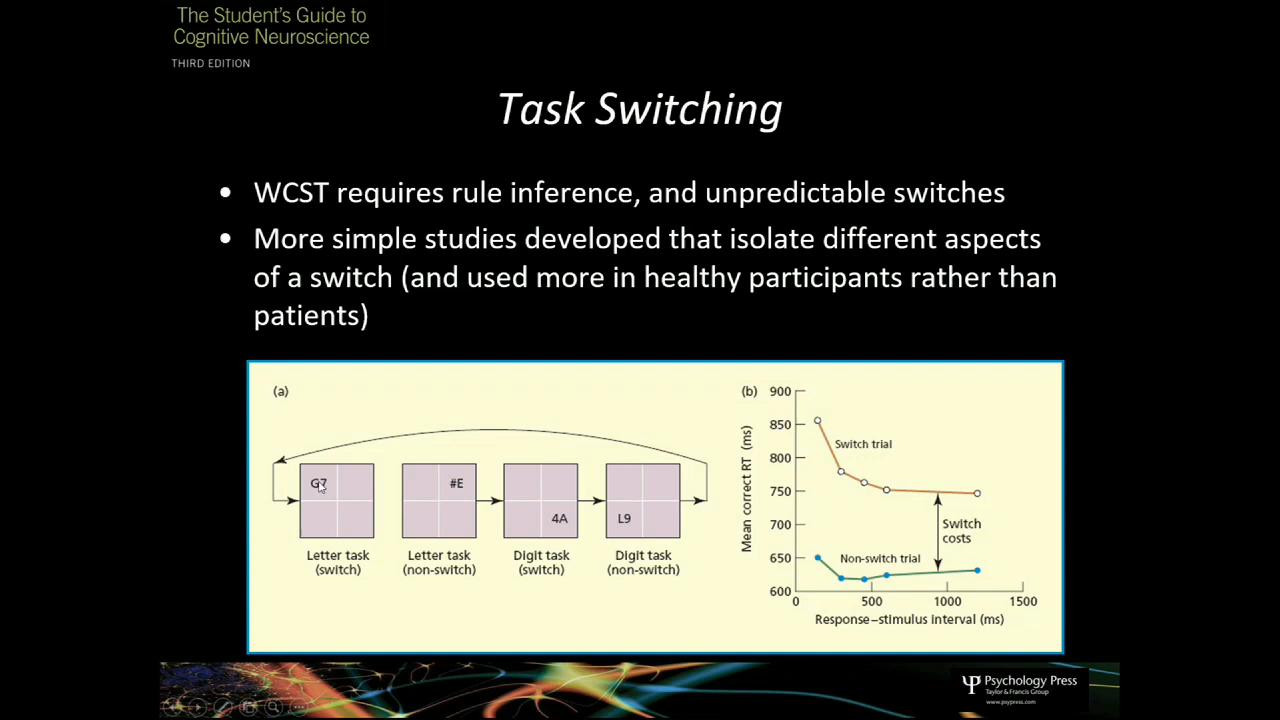 The Student's Guide to
Cognitive Neuroscience
THIRD EDITION
Task Switching
• WCST requires rule inference, and unpredictable switches
• More simple studies developed that isolate different aspects
of a switch (and used more in healthy participants rather than
patients)
(a)
G7
#E
4A
L9
Letter task
(switch)
Letter task
(non-switch)
Digit task
(switch)
Digit task
(non-switch)
(b)
Mean correct RT (ms)
900
850
800
750
700
650
600
Switch trial
Non-switch trial
Switch
costs
0
500
1000
1500
Response–stimulus interval (ms)
Psychology Press
Taylor & Francis Group
www.psypress.com